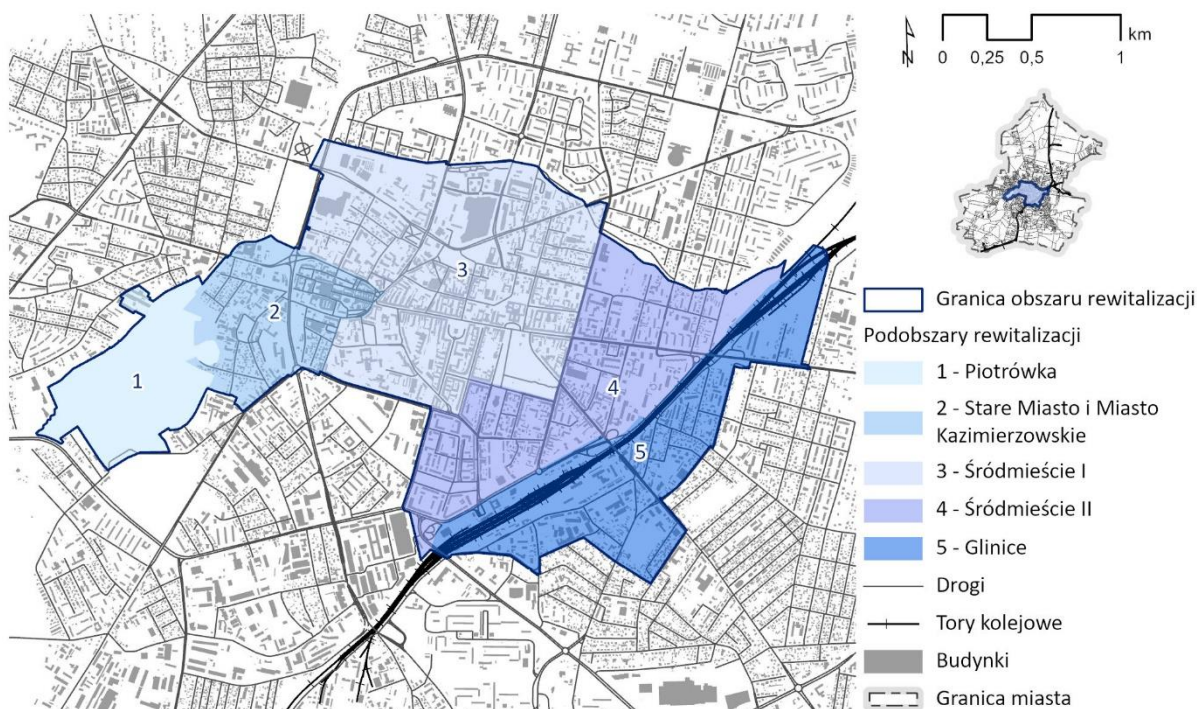 N
0 0,25 0,5 1
km
1
2
3
4
5
Granica obszaru rewitalizacji
Podobszary rewitalizacji
1 - Piotrówka
2 - Stare Miasto i Miasto
Kazimierzowskie
3 - Śródmieście I
4 - Śródmieście II
5 - Glinice
Drogi
Tory kolejowe
Budynki
Granica miasta